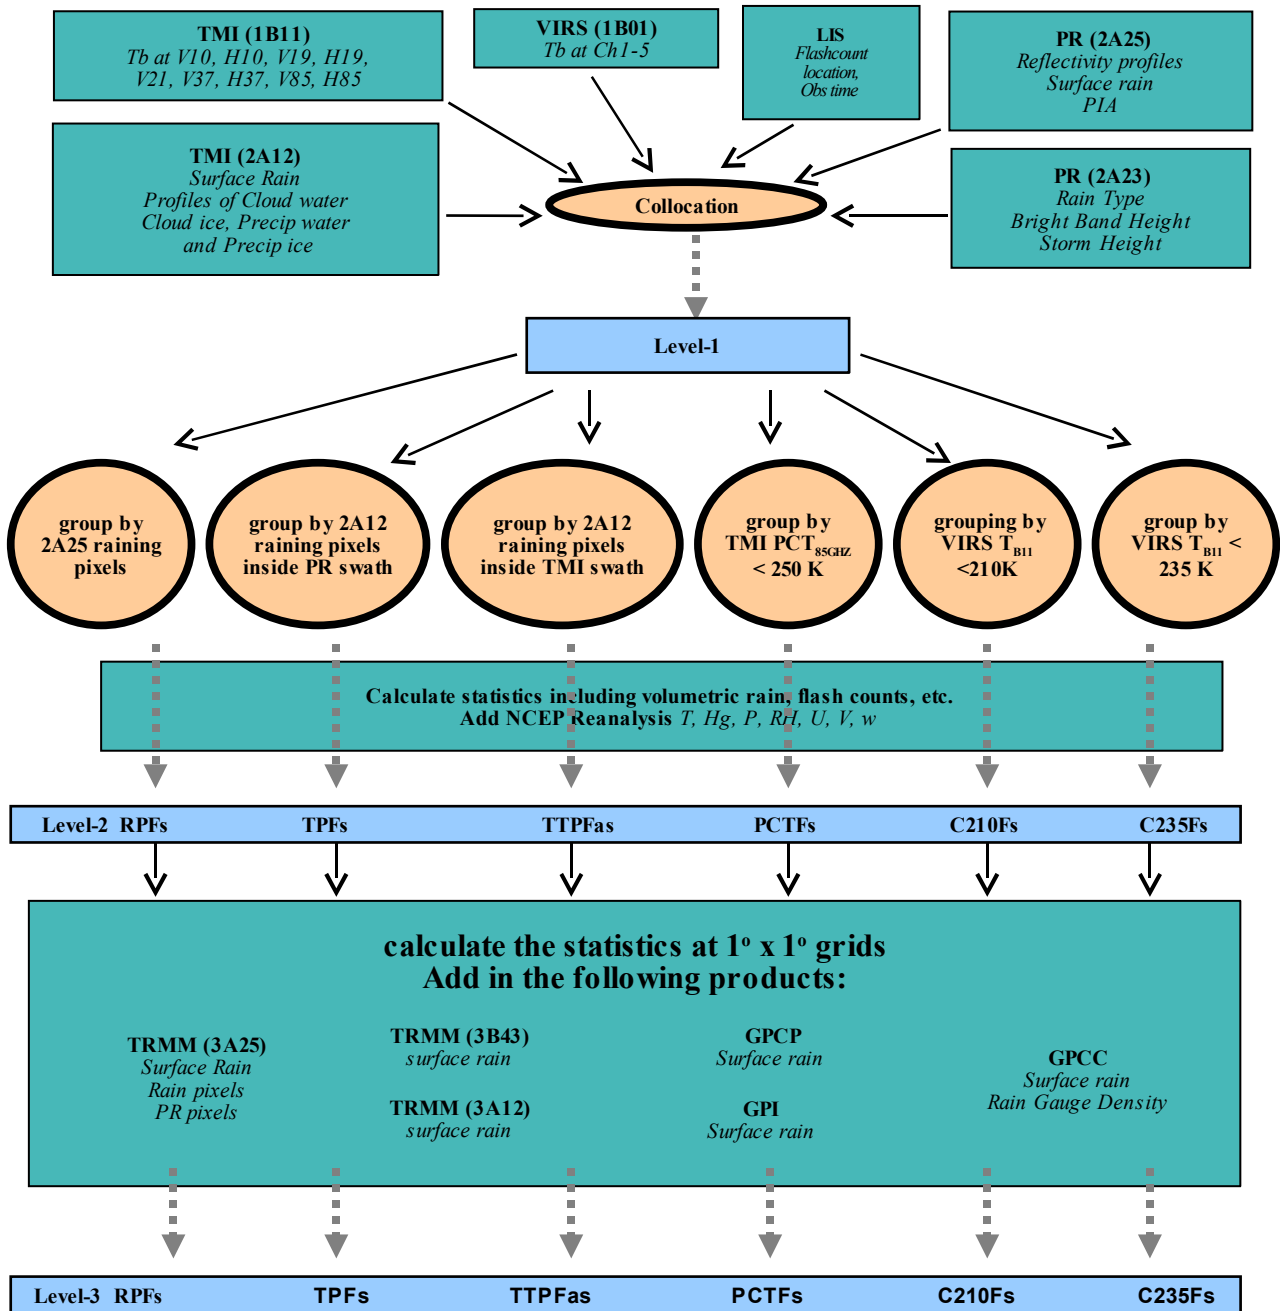 TMI (1B11)
Tb at V10, H10, V19, H19,
V21, V37, H37, V85, H85
VIRS (1B01)
Tb at Ch1-5
LIS
Flashcount
location,
Obs time
PR (2A25)
Reflectivity profiles
Surface rain
PIA
TMI (2A12)
Surface Rain
Profiles of Cloud water
Cloud ice, Precip water
and Precip ice
Collocation
PR (2A23)
Rain Type
Bright Band Height
Storm Height
Level-1
group by
2A25 raining
pixels
group by 2A12
raining pixels
inside PR swath
group by 2A12
raining pixels
inside TMI swath
group by
TMI PCT85GHZ
< 250 K
grouping by
VIRS TB11
<210K
group by
VIRS TB11 <
235 K
Calculate statistics including volumetric rain, flash counts, etc.
Add NCEP Reanalysis T, Hg, P, RH, U, V, w
Level-2 RPFs TPFs TTPFas PCTFs C210Fs C235Fs
calculate the statistics at 1o x 1o grids
Add in the following products:
TRMM (3A25)
Surface Rain
Rain pixels
PR pixels
TRMM (3B43)
surface rain
TRMM (3A12)
surface rain
GPCP
Surface rain
GPI
Surface rain
GPCC
Surface rain
Rain Gauge Density
Level-3 RPFs TPFs TTPFas PCTFs C210Fs C235Fs